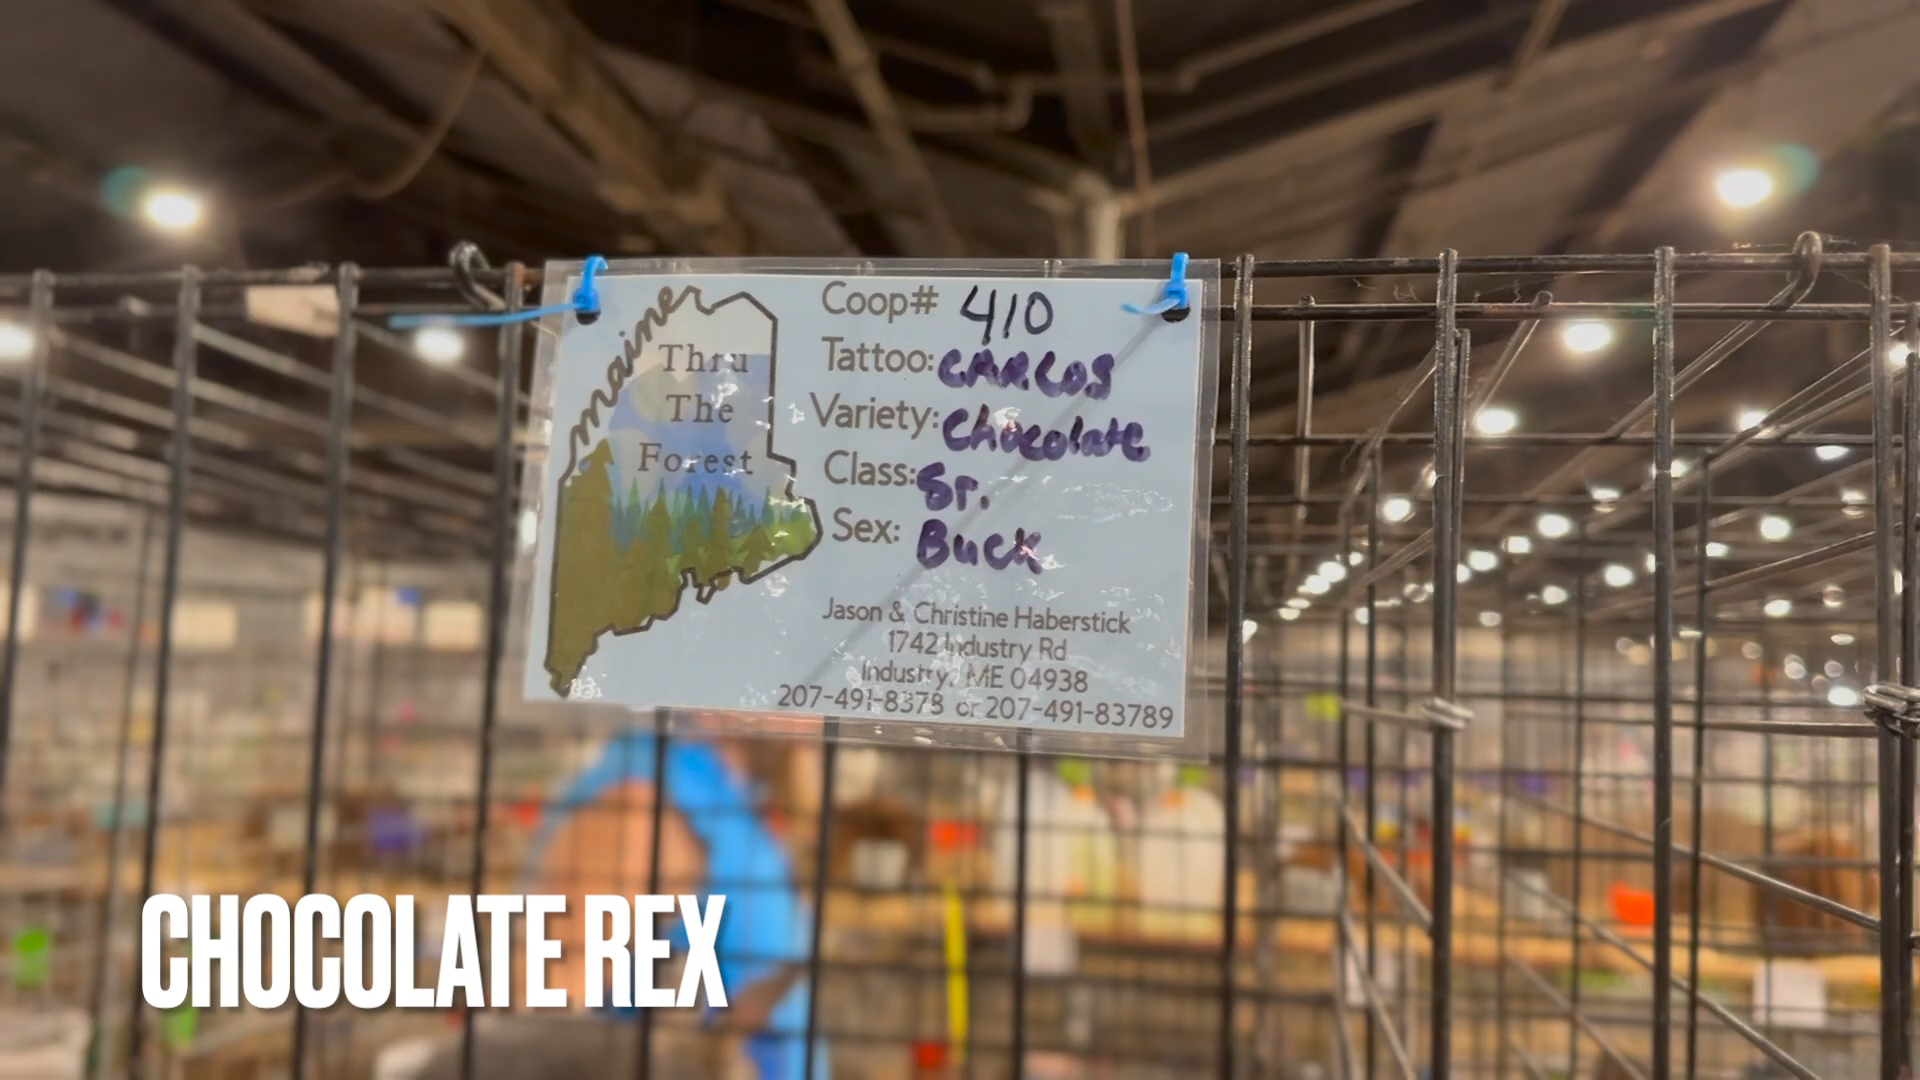 mainer
Thru
The
Forest
Coop# 410
Tattoo: CARLOS
Variety: Chocolate
Class: Sr.
Sex: Buck
Jason & Christine Haberstick
1742 Industry Rd
Industry, ME 04938
207-491-8378 or 207-491-83789
CHOCOLATE REX